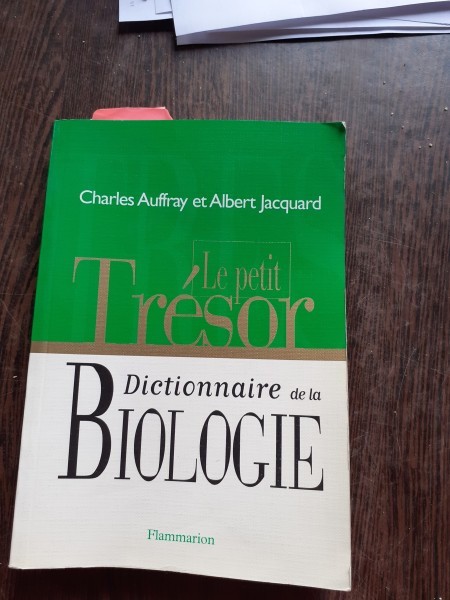 Charles Auffray et Albert Jacquard
Le petit
Trésor
Dictionnaire de la
BIOLOGIE
Flammarion